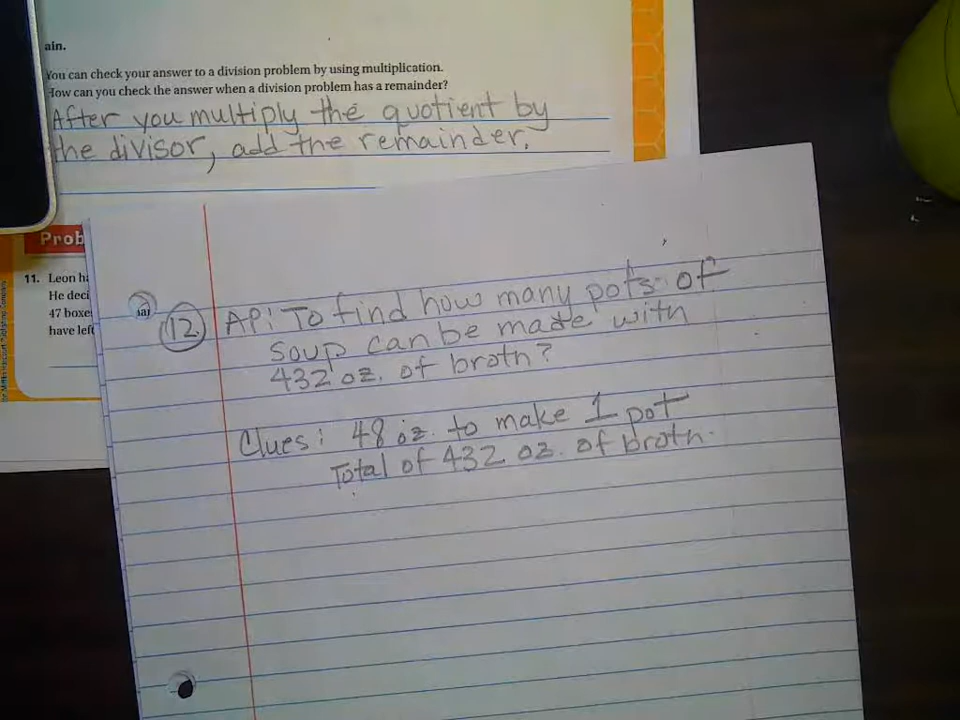 ain.
You can check your answer to a division problem by using multiplication.
How can you check the answer when a division problem has a remainder?
After you multiply the quotient by
the divisor, add the remainder.
Prob
11. Leon ha
He deci
47 boxe
have left
12. AP: To find how many pots of
soup can be made with
432 oz. of broth?
Clues: 48 oz. to make 1 pot
Total of 432 oz. of broth.